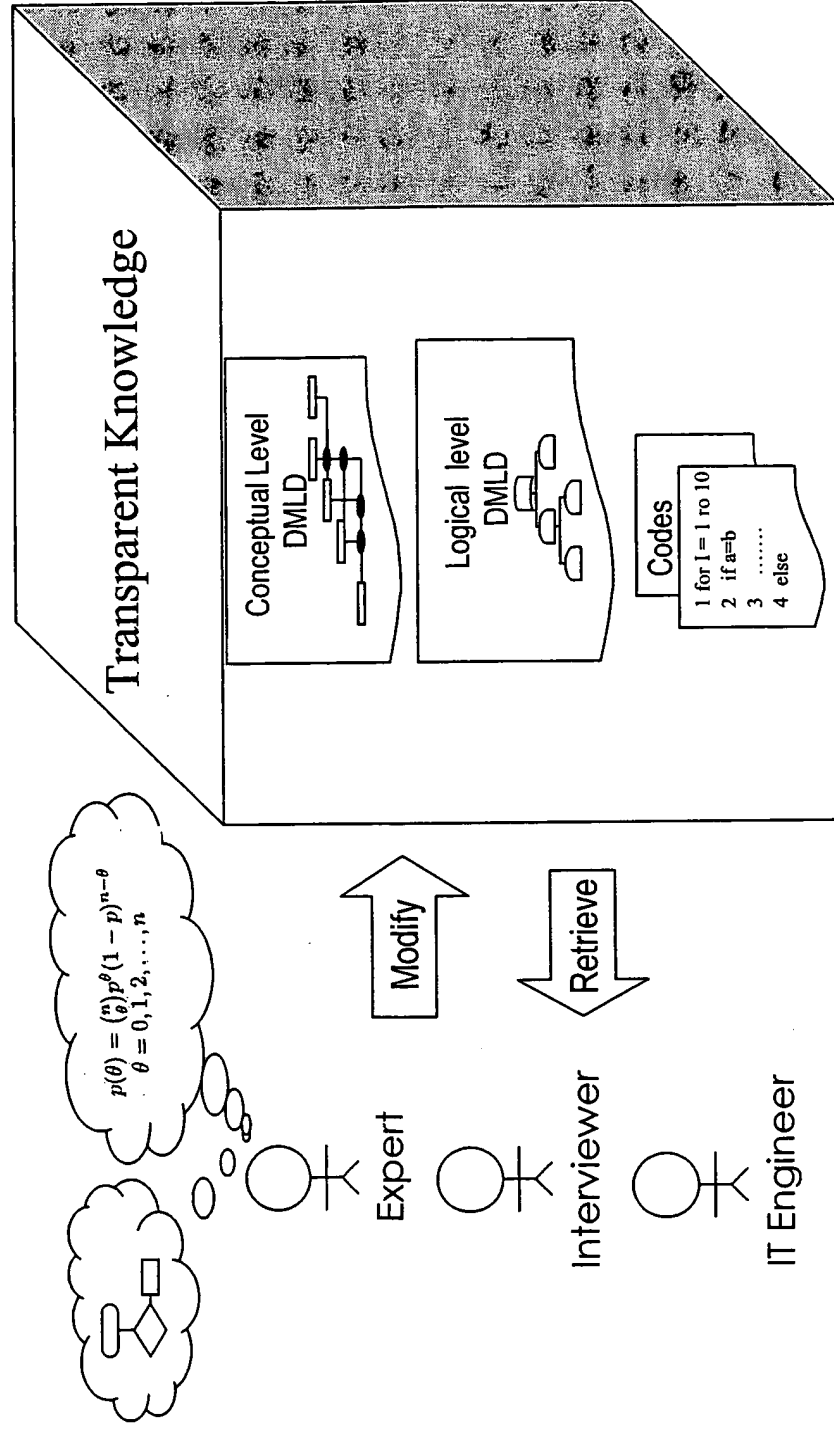 Transparent Knowledge
p(θ) = (n θ)p^θ(1 − p)^{n−θ}
θ = 0, 1, 2, ..., n
Expert
Interviewer
IT Engineer
Modify
Retrieve
Conceptual Level
DMLD
Logical level
DMLD
Codes
1 for I = 1 ro 10
2 if a=b
3 ........
4 else